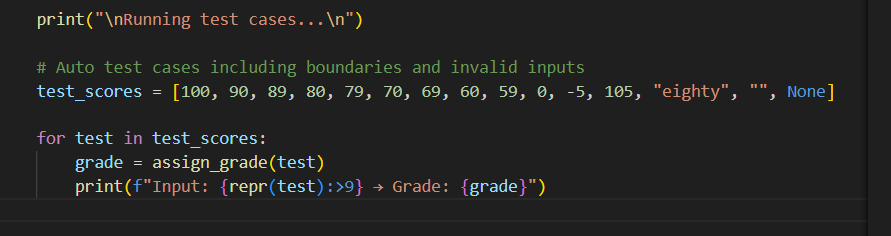 print("\nRunning test cases...\n")
# Auto test cases including boundaries and invalid inputs
test_scores = [100, 90, 89, 80, 79, 70, 69, 60, 59, 0, -5, 105, "eighty", "", None]
for test in test_scores:
    grade = assign_grade(test)
    print(f"Input: {repr(test):>9} → Grade: {grade}")